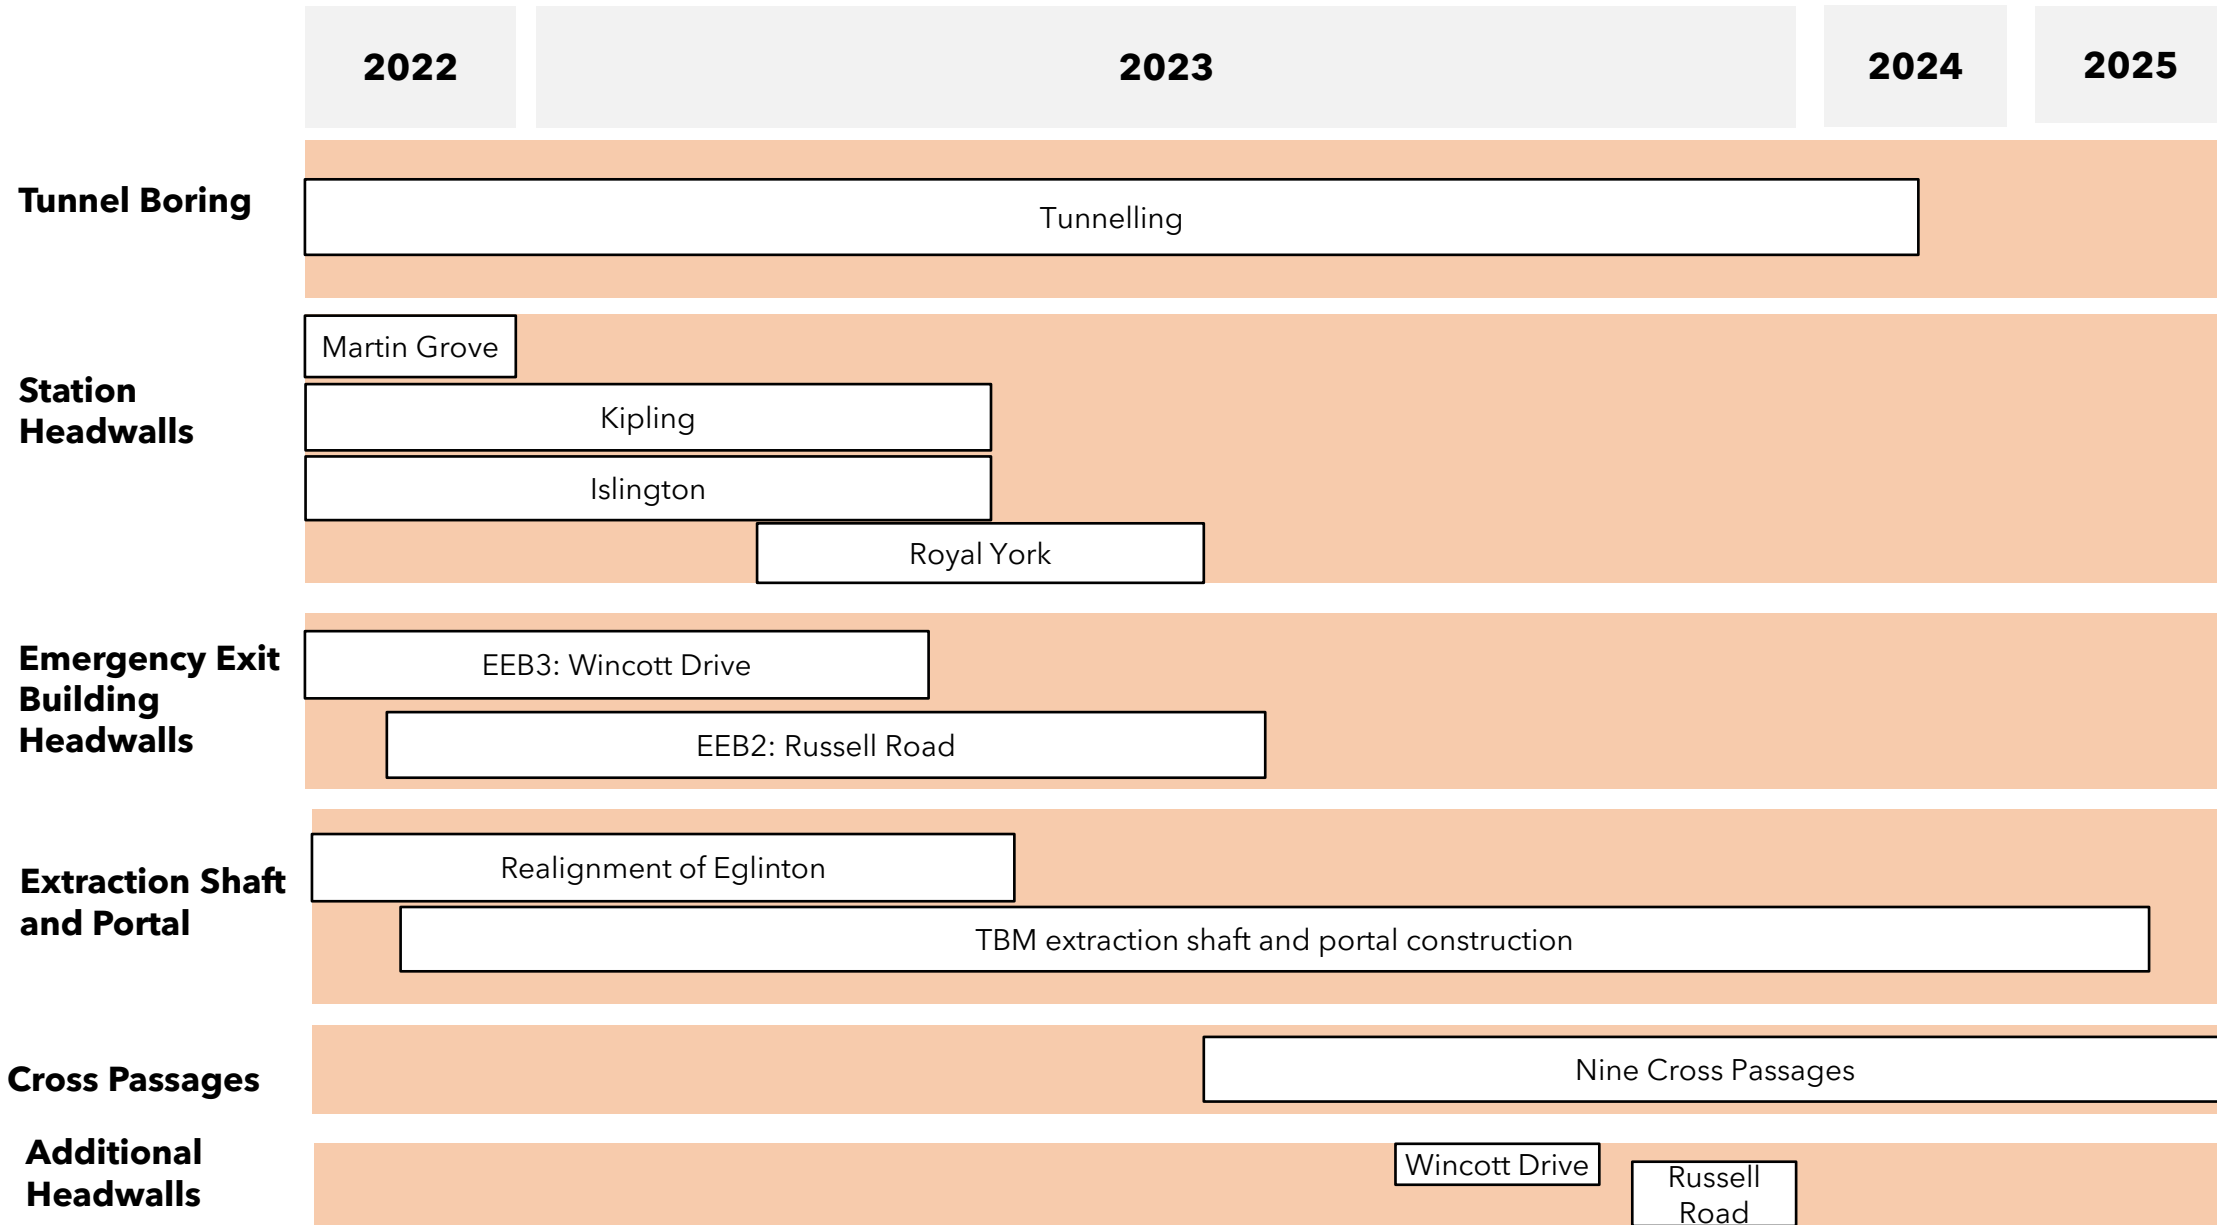 2022
2023
2024
2025
Tunnel Boring
Tunnelling
Station
Headwalls
Martin Grove
Kipling
Islington
Royal York
Emergency Exit
Building
Headwalls
EEB3: Wincott Drive
EEB2: Russell Road
Extraction Shaft
and Portal
Realignment of Eglinton
TBM extraction shaft and portal construction
Cross Passages
Nine Cross Passages
Additional
Headwalls
Wincott Drive
Russell
Road